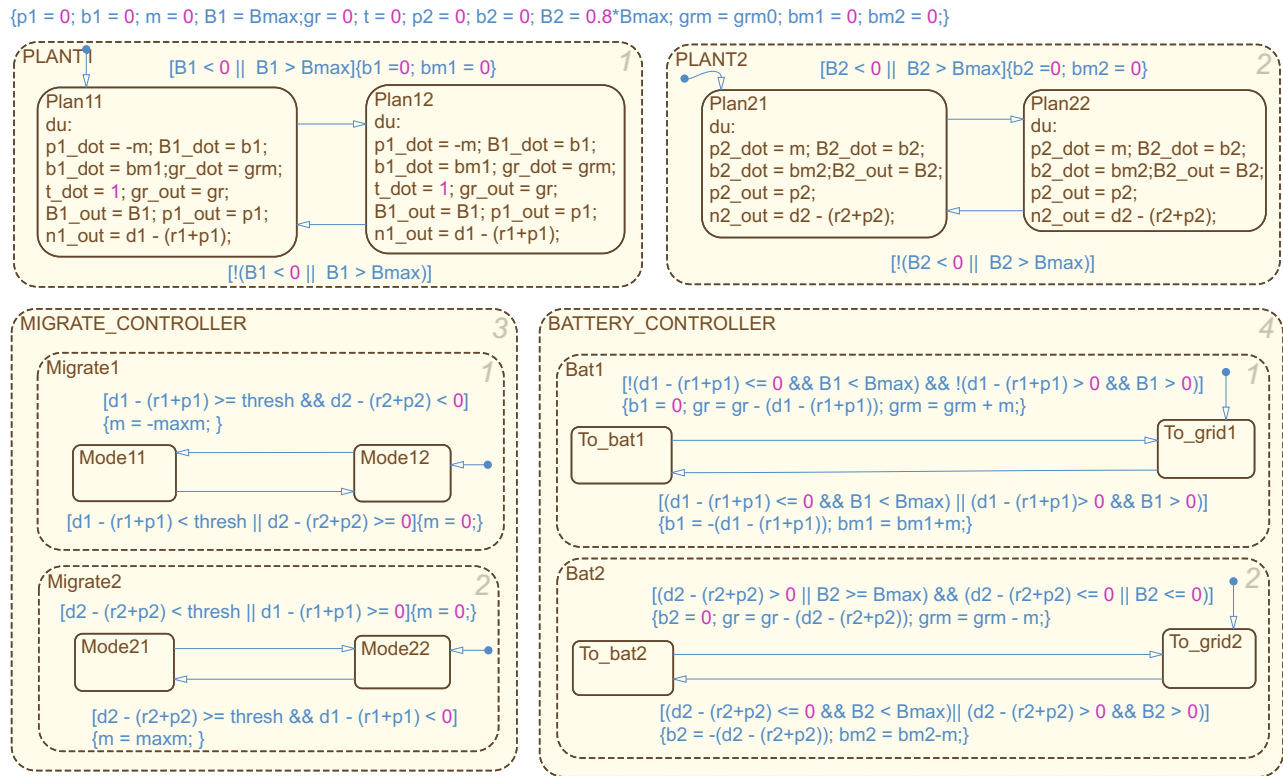 {p1 = 0; b1 = 0; m = 0; B1 = Bmax;gr = 0; t = 0; p2 = 0; b2 = 0; B2 = 0.8*Bmax; grm = grm0; bm1 = 0; bm2 = 0;}
PLANT1
1
[B1 < 0 || B1 > Bmax]{b1 =0; bm1 = 0}
Plan11
du:
p1_dot = -m; B1_dot = b1;
b1_dot = bm1;gr_dot = grm;
t_dot = 1; gr_out = gr;
B1_out = B1; p1_out = p1;
n1_out = d1 - (r1+p1);
Plan12
du:
p1_dot = -m; B1_dot = b1;
b1_dot = bm1; gr_dot = grm;
t_dot = 1; gr_out = gr;
B1_out = B1; p1_out = p1;
n1_out = d1 - (r1+p1);
[!(B1 < 0 || B1 > Bmax)]
PLANT2
2
[B2 < 0 || B2 > Bmax]{b2 =0; bm2 = 0}
Plan21
du:
p2_dot = m; B2_dot = b2;
b2_dot = bm2;B2_out = B2;
p2_out = p2;
n2_out = d2 - (r2+p2);
Plan22
du:
p2_dot = m; B2_dot = b2;
b2_dot = bm2;B2_out = B2;
p2_out = p2;
n2_out = d2 - (r2+p2);
[!(B2 < 0 || B2 > Bmax)]
MIGRATE_CONTROLLER
3
Migrate1
1
[d1 - (r1+p1) >= thresh && d2 - (r2+p2) < 0]
{m = -maxm; }
Mode11
Mode12
[d1 - (r1+p1) < thresh || d2 - (r2+p2) >= 0]{m = 0;}
Migrate2
2
[d2 - (r2+p2) < thresh || d1 - (r1+p1) >= 0]{m = 0;}
Mode21
Mode22
[d2 - (r2+p2) >= thresh && d1 - (r1+p1) < 0]
{m = maxm; }
BATTERY_CONTROLLER
4
Bat1
1
[!(d1 - (r1+p1) <= 0 && B1 < Bmax) && !(d1 - (r1+p1) > 0 && B1 > 0)]
{b1 = 0; gr = gr - (d1 - (r1+p1)); grm = grm + m;}
To_bat1
To_grid1
[(d1 - (r1+p1) <= 0 && B1 < Bmax) || (d1 - (r1+p1)> 0 && B1 > 0)]
{b1 = -(d1 - (r1+p1)); bm1 = bm1+m;}
Bat2
2
[(d2 - (r2+p2) > 0 || B2 >= Bmax) && (d2 - (r2+p2) <= 0 || B2 <= 0)]
{b2 = 0; gr = gr - (d2 - (r2+p2)); grm = grm - m;}
To_bat2
To_grid2
[(d2 - (r2+p2) <= 0 && B2 < Bmax)|| (d2 - (r2+p2) > 0 && B2 > 0)]
{b2 = -(d2 - (r2+p2)); bm2 = bm2-m;}